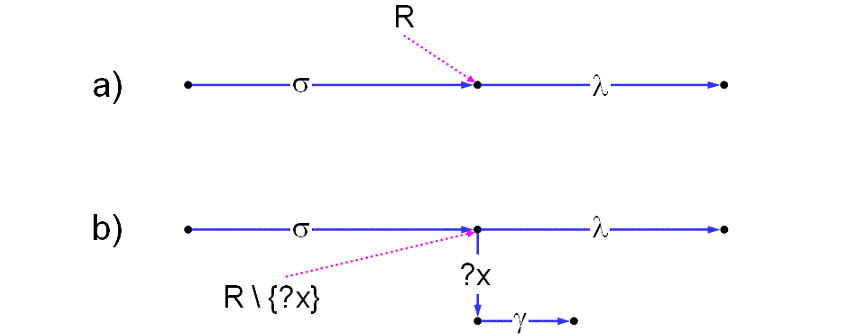 R
a) σ λ
b) σ λ
?x
R \ {?x}
γ